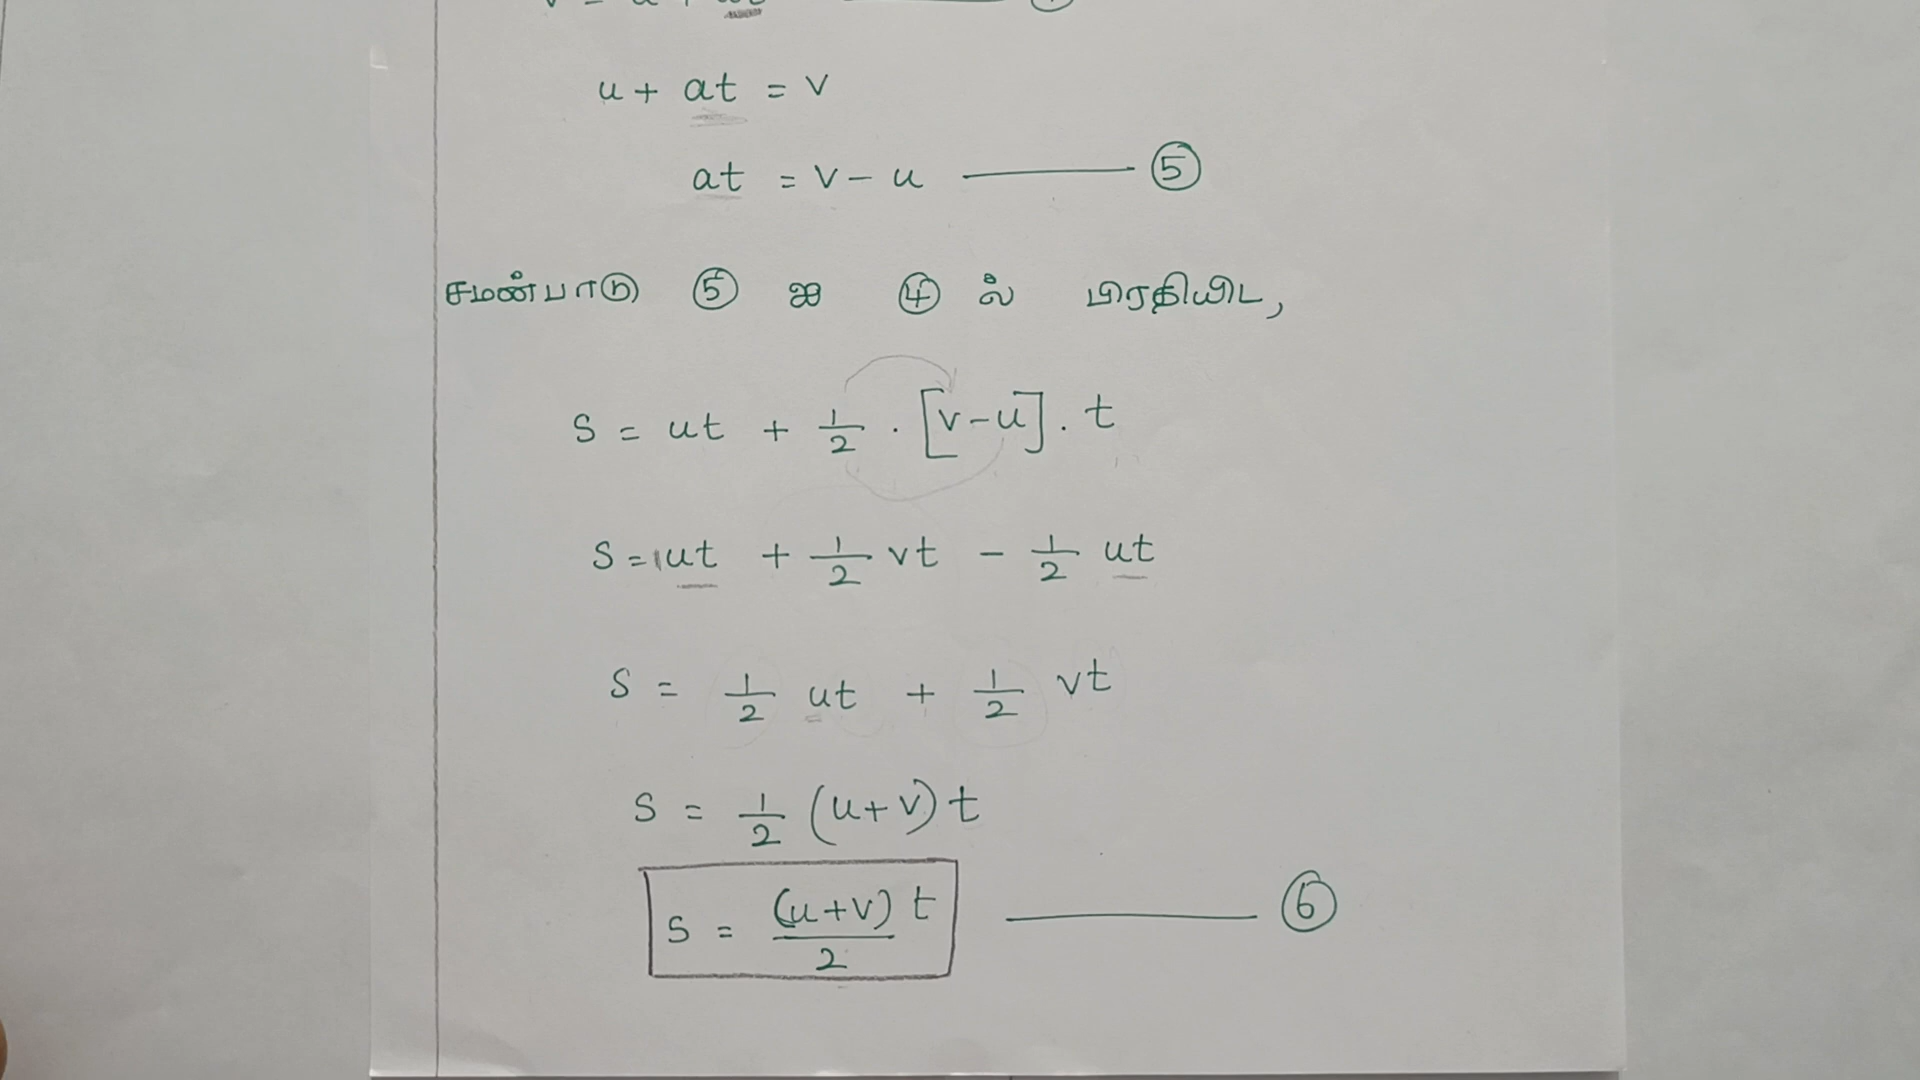 u + at = v
at = v - u ——— ⑤
சமன்பாடு ⑤ ஐ ④ ல் பிரதியிட,
s = ut + 1/2 . [v-u] . t
s = 1ut + 1/2 vt - 1/2 ut
s = 1/2 ut + 1/2 vt
s = 1/2 (u+v) t
s = (u+v) t / 2 ——— ⑥